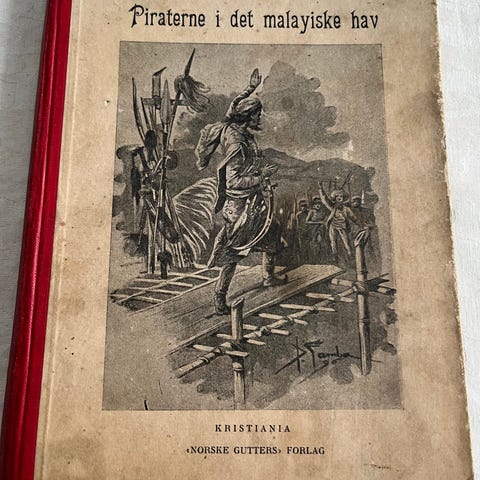 Piraterne i det malayiske hav
KRISTIANIA
‹NORSKE GUTTERS› FORLAG